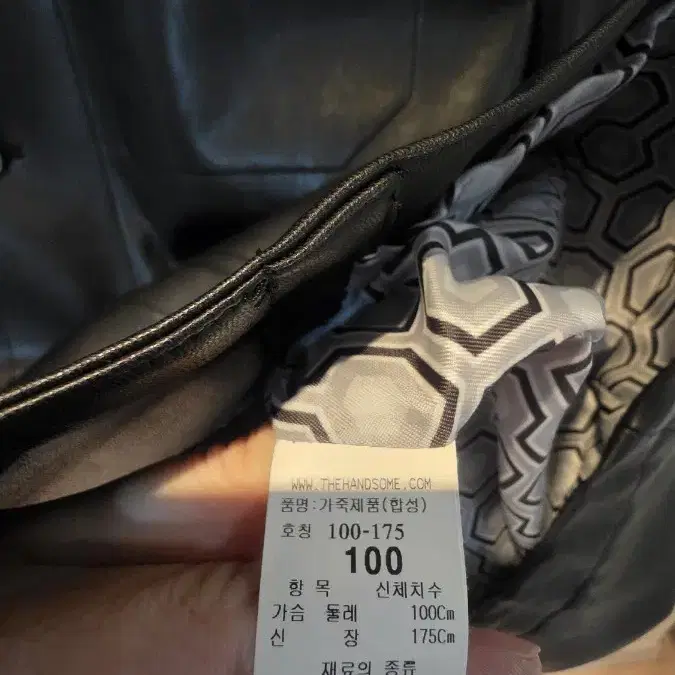 WWW.THEHANDSOME.COM
품명:가죽제품(합성)
호칭 100-175
100
항 목 신체치수
가슴 둘레 100Cm
신 장 175Cm
재료의 종류